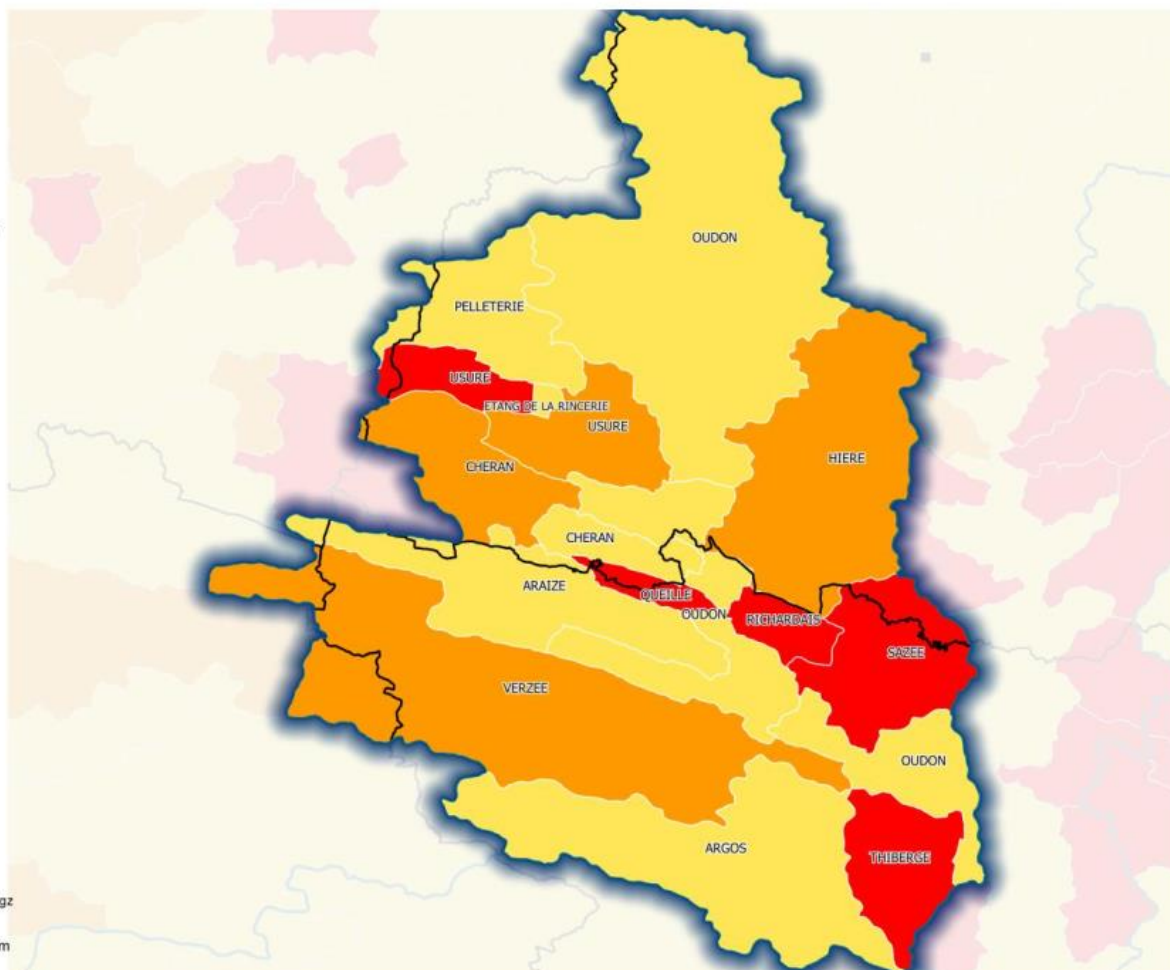 OUDON
PELLETERIE
USURE
ETANG DE LA RINCERIE
USURE
HIERE
CHERAN
CHERAN
ARAIZE
QUEILLE
OUDON
RICHARDAIS
SAZEE
VERZEE
OUDON
ARGOS
THIBERGE
gz
m